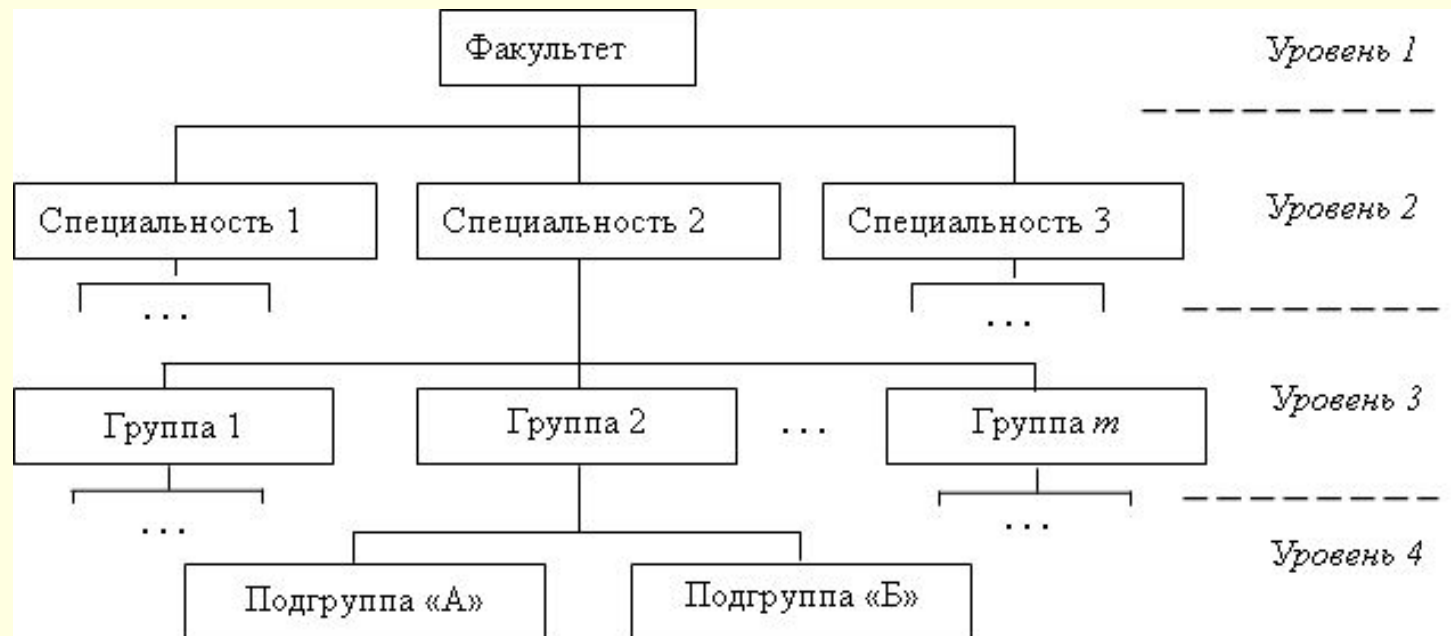 Факультет
Уровень 1
Специальность 1
Специальность 2
Специальность 3
Уровень 2
...
...
Группа 1
Группа 2
...
Группа m
Уровень 3
...
...
Подгруппа «А»
Подгруппа «Б»
Уровень 4